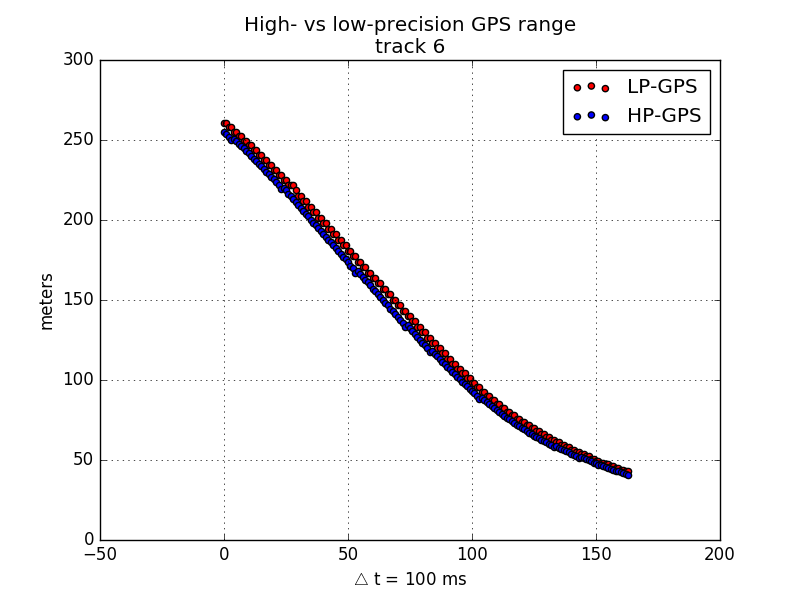 High- vs low-precision GPS range
track 6
300
250
200
150
100
50
0
meters
LP-GPS
HP-GPS
−50
0
50
100
150
200
△ t = 100 ms